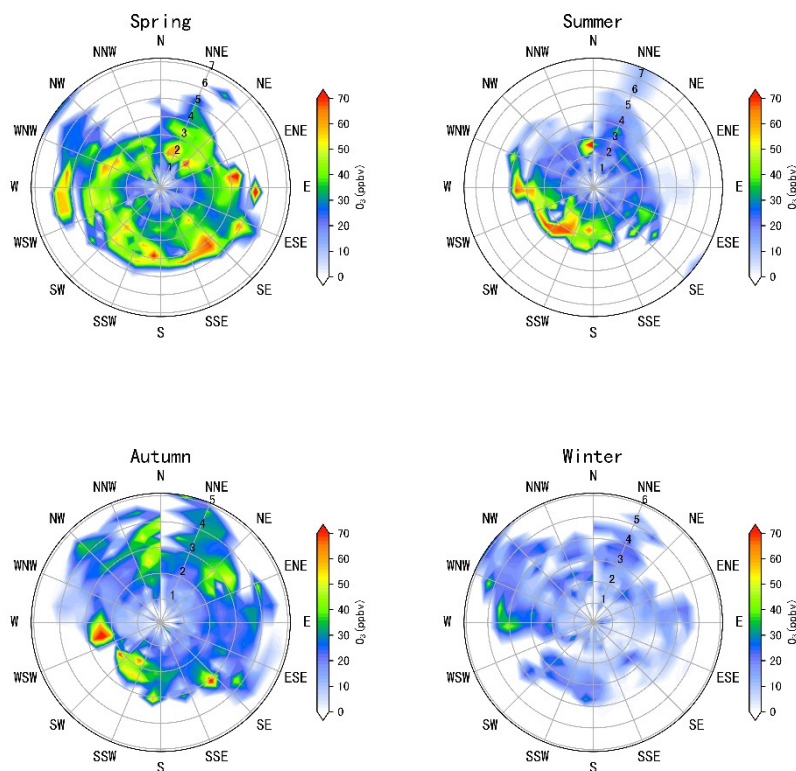 Spring
N
NNW
NNE
NW
NE
WNW
ENE
W
E
WSW
ESE
SW
SE
SSW
SSE
S
1
2
3
4
5
6
7
70
60
50
40
30
20
10
0
O₃ (ppbv)
Summer
N
NNW
NNE
NW
NE
WNW
ENE
W
E
WSW
ESE
SW
SE
SSW
SSE
S
1
2
3
4
5
6
7
70
60
50
40
30
20
10
0
O₃ (ppbv)
Autumn
N
NNW
NNE
NW
NE
WNW
ENE
W
E
WSW
ESE
SW
SE
SSW
SSE
S
1
2
3
4
5
70
60
50
40
30
20
10
0
O₃ (ppbv)
Winter
N
NNW
NNE
NW
NE
WNW
ENE
W
E
WSW
ESE
SW
SE
SSW
SSE
S
1
2
3
4
5
6
70
60
50
40
30
20
10
0
O₃ (ppbv)